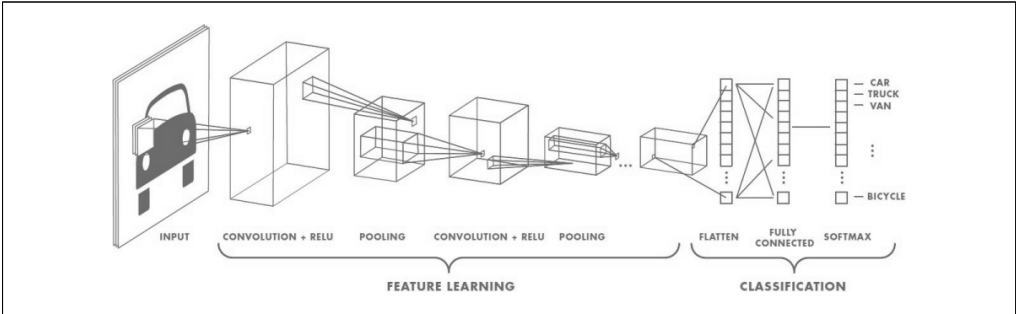 CAR
TRUCK
VAN
BICYCLE
INPUT
CONVOLUTION + RELU
POOLING
CONVOLUTION + RELU
POOLING
FLATTEN
FULLY
CONNECTED
SOFTMAX
FEATURE LEARNING
CLASSIFICATION